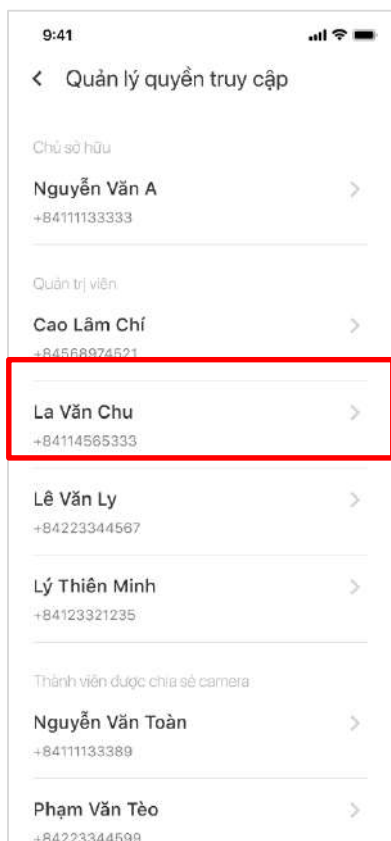 9:41
Quản lý quyền truy cập
Chủ sở hữu
Nguyễn Văn A
+84111133333
Quản trị viên
Cao Lâm Chí
+84568974521
La Văn Chu
+84114565333
Lê Văn Ly
+84223344567
Lý Thiên Minh
+84123321235
Thành viên được chia sẻ camera
Nguyễn Văn Toàn
+84111133389
Phạm Văn Tèo
+84223344599